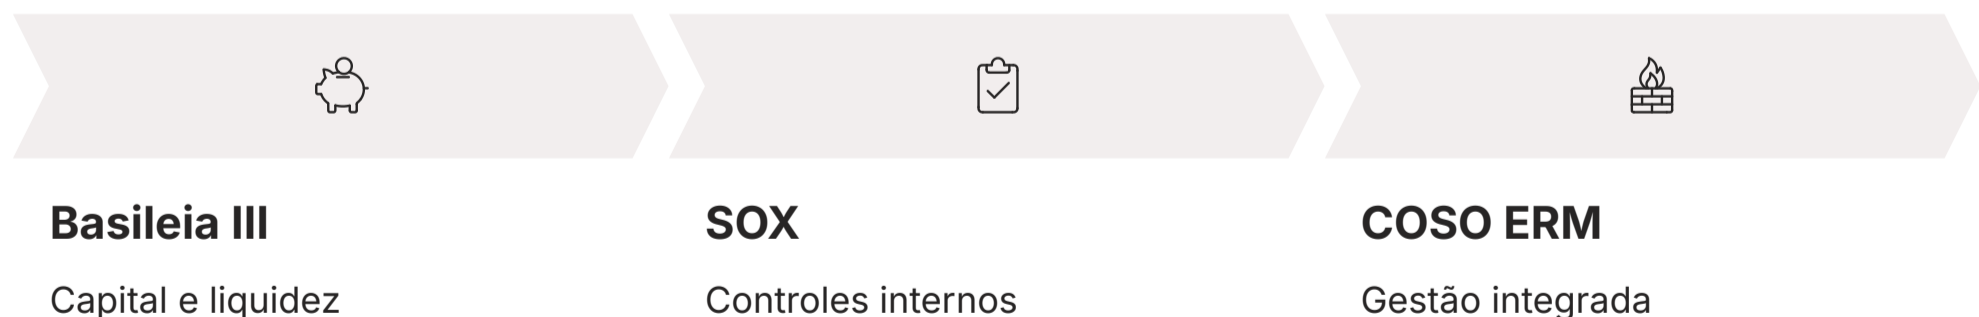 Basileia III
Capital e liquidez
SOX
Controles internos
COSO ERM
Gestão integrada